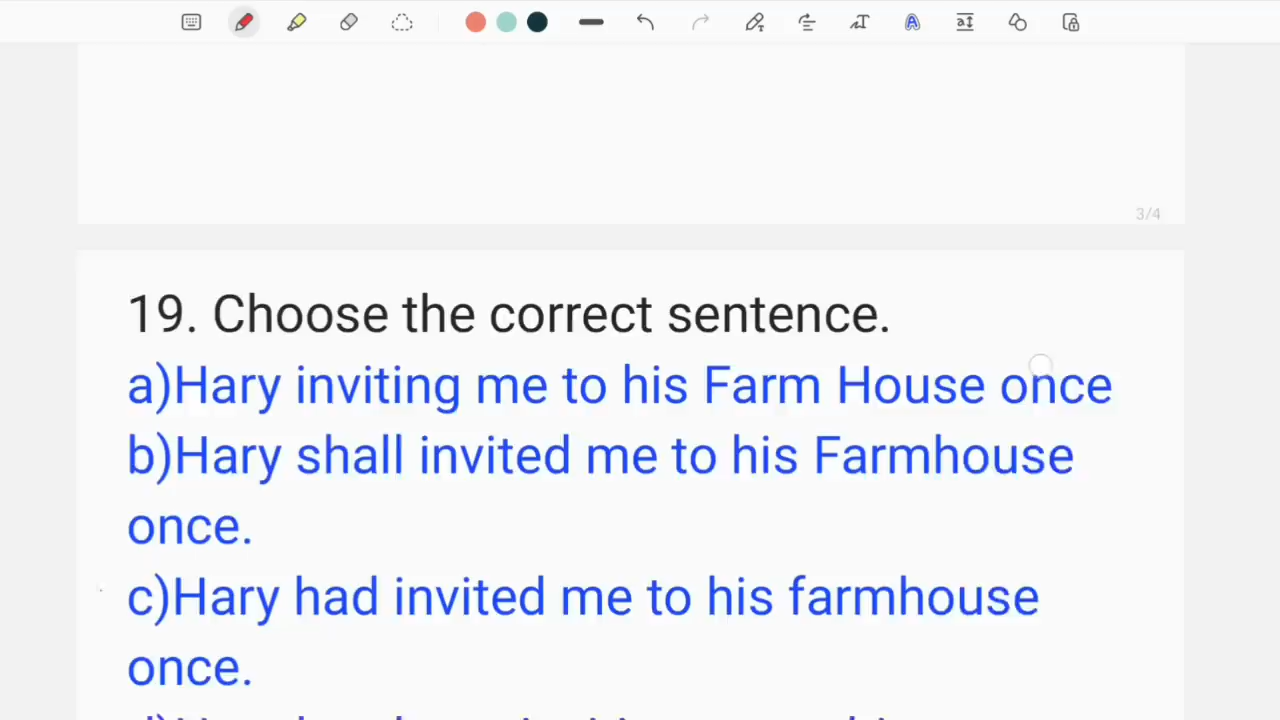 3/4
19. Choose the correct sentence.
a)Hary inviting me to his Farm House once
b)Hary shall invited me to his Farmhouse
once.
c)Hary had invited me to his farmhouse
once.